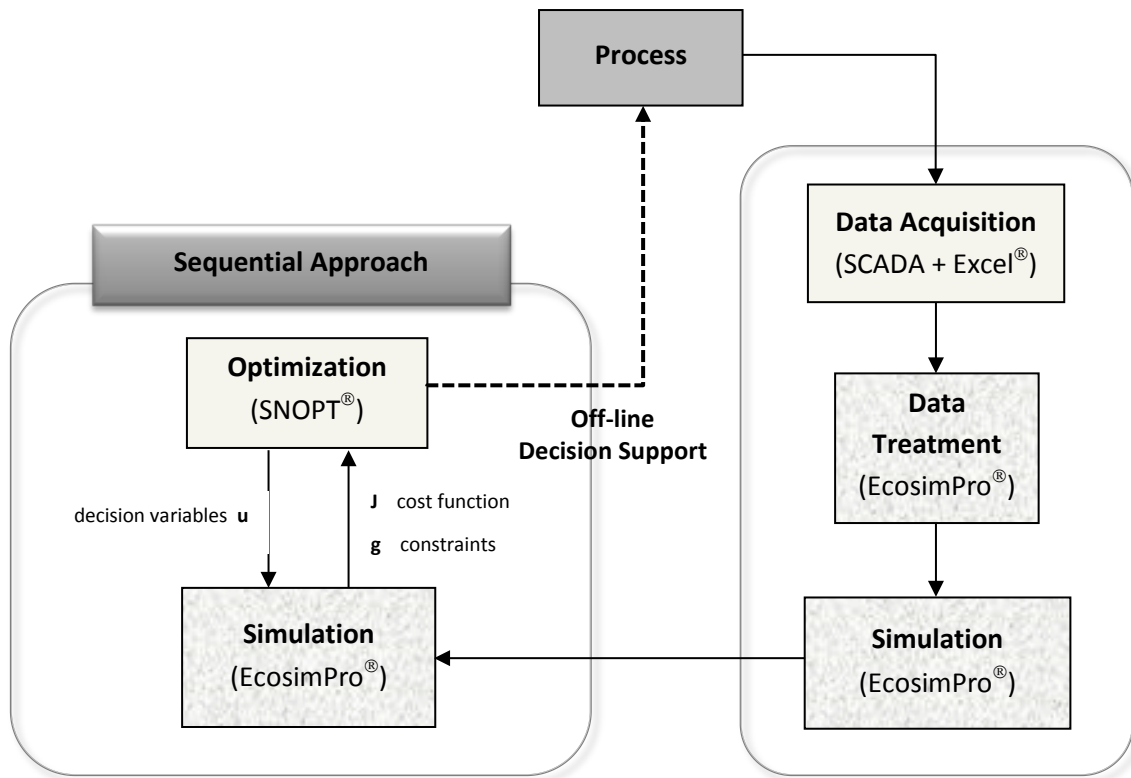 Process
Data Acquisition
(SCADA + Excel®)
Sequential Approach
Optimization
(SNOPT®)
Off-line
Decision Support
Data
Treatment
(EcosimPro®)
decision variables u
J cost function
g constraints
Simulation
(EcosimPro®)
Simulation
(EcosimPro®)